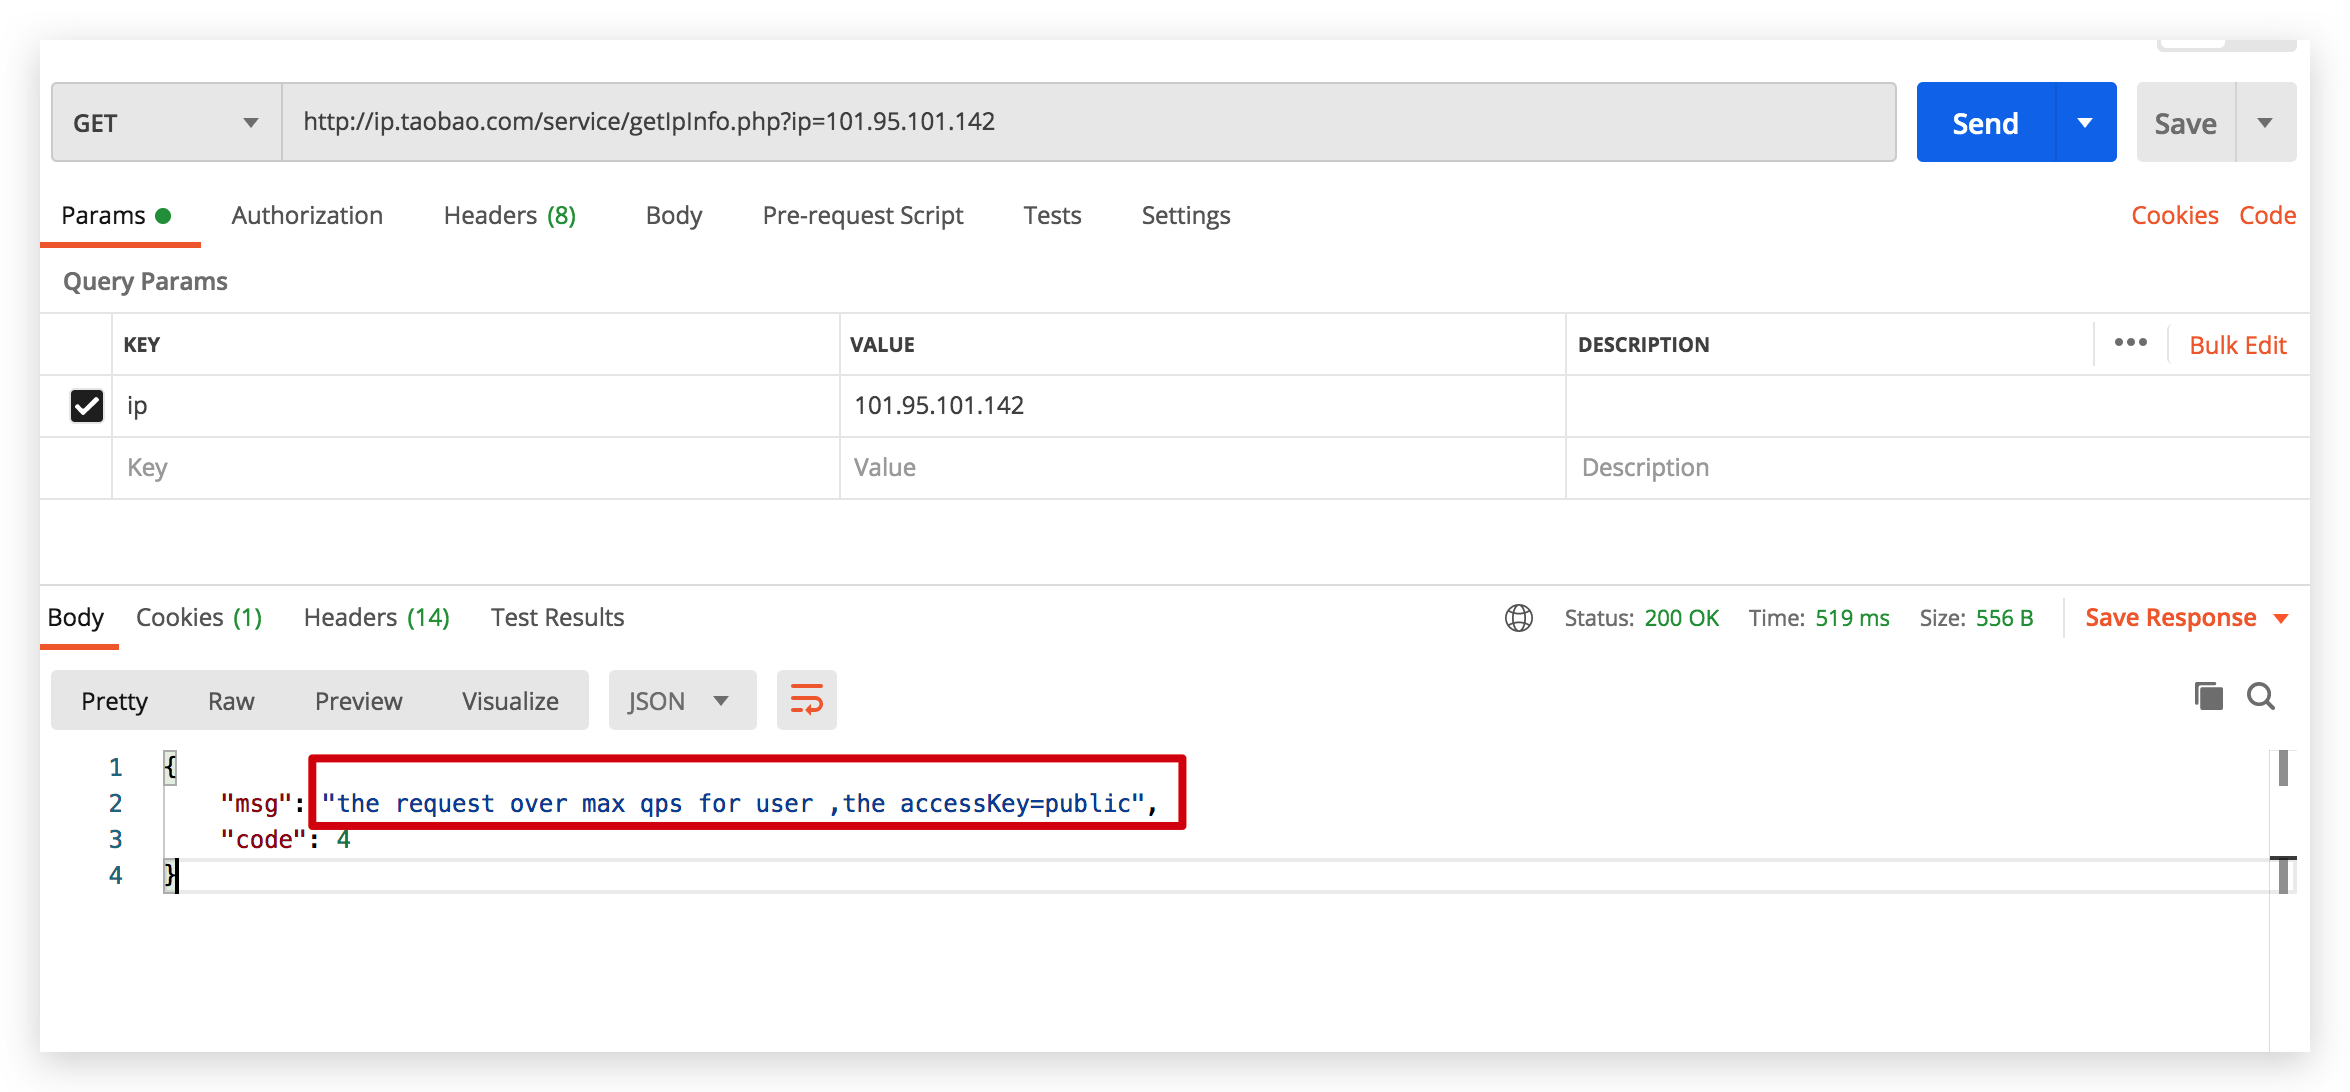 GET http://ip.taobao.com/service/getIpInfo.php?ip=101.95.101.142 Send Save
Params Authorization Headers (8) Body Pre-request Script Tests Settings Cookies Code
Query Params
KEY VALUE DESCRIPTION ••• Bulk Edit
ip 101.95.101.142
Key Value Description
Body Cookies (1) Headers (14) Test Results Status: 200 OK Time: 519 ms Size: 556 B Save Response
Pretty Raw Preview Visualize JSON
1 {
2 "msg": "the request over max qps for user ,the accessKey=public",
3 "code": 4
4 }